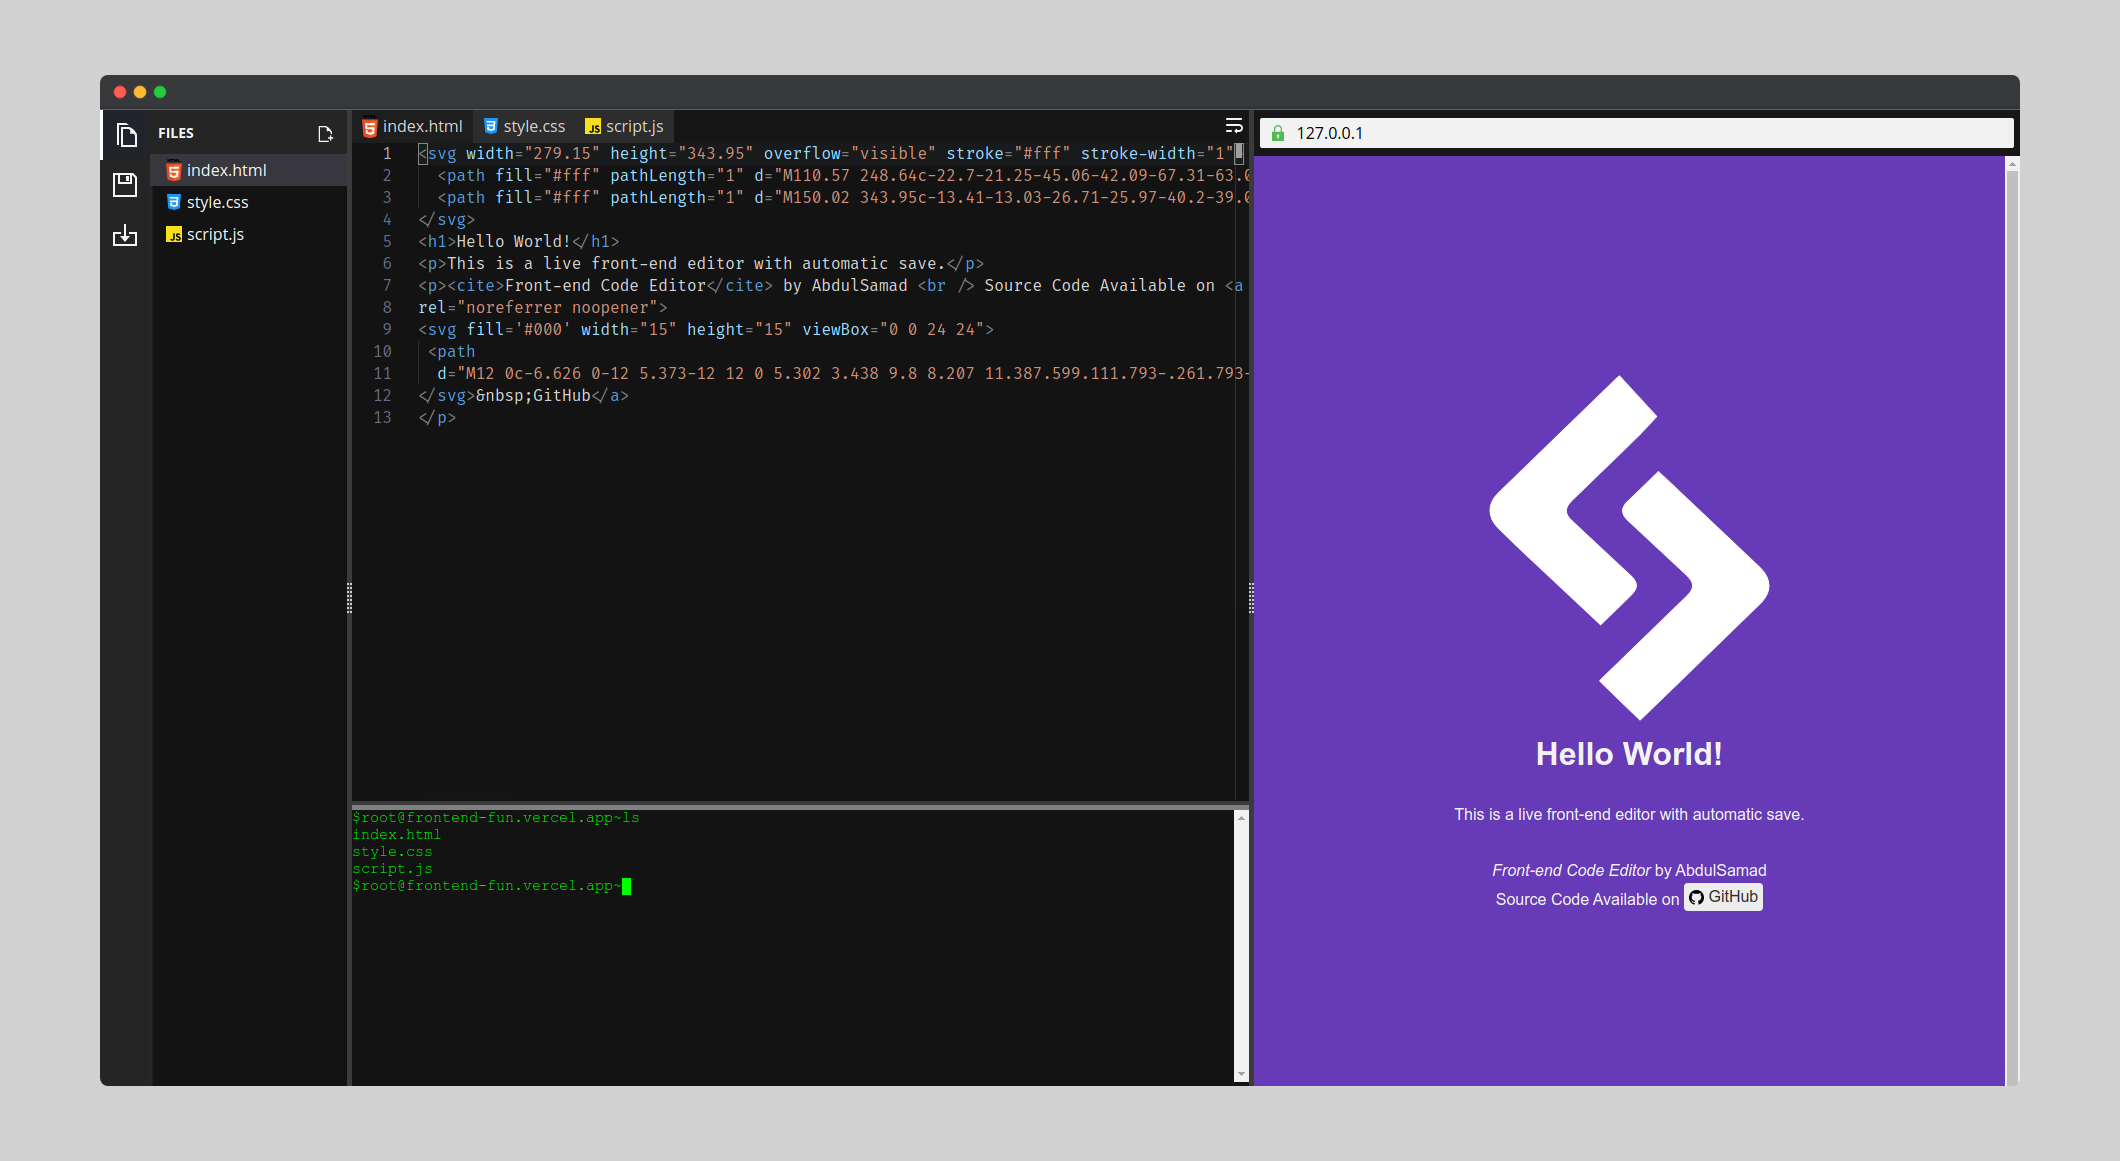 FILES
index.html
style.css
script.js
index.html style.css script.js
1 <svg width="279.15" height="343.95" overflow="visible" stroke="#fff" stroke-width="1"
2 <path fill="#fff" pathLength="1" d="M110.57 248.64c-22.7-21.25-45.06-42.09-67.31-63.0
3 <path fill="#fff" pathLength="1" d="M150.02 343.95c-13.41-13.03-26.71-25.97-40.2-39.0
4 </svg>
5 <h1>Hello World!</h1>
6 <p>This is a live front-end editor with automatic save.</p>
7 <p><cite>Front-end Code Editor</cite> by AbdulSamad <br /> Source Code Available on <a
8 rel="noreferrer noopener">
9 <svg fill='#000' width="15" height="15" viewBox="0 0 24 24">
10 <path
11 d="M12 0c-6.626 0-12 5.373-12 12 0 5.302 3.438 9.8 8.207 11.387.599.111.793-.261.793-
12 </svg>&nbsp;GitHub</a>
13 </p>
$root@frontend-fun.vercel.app~ls
index.html
style.css
script.js
$root@frontend-fun.vercel.app~
127.0.0.1
Hello World!
This is a live front-end editor with automatic save.
Front-end Code Editor by AbdulSamad
Source Code Available on GitHub